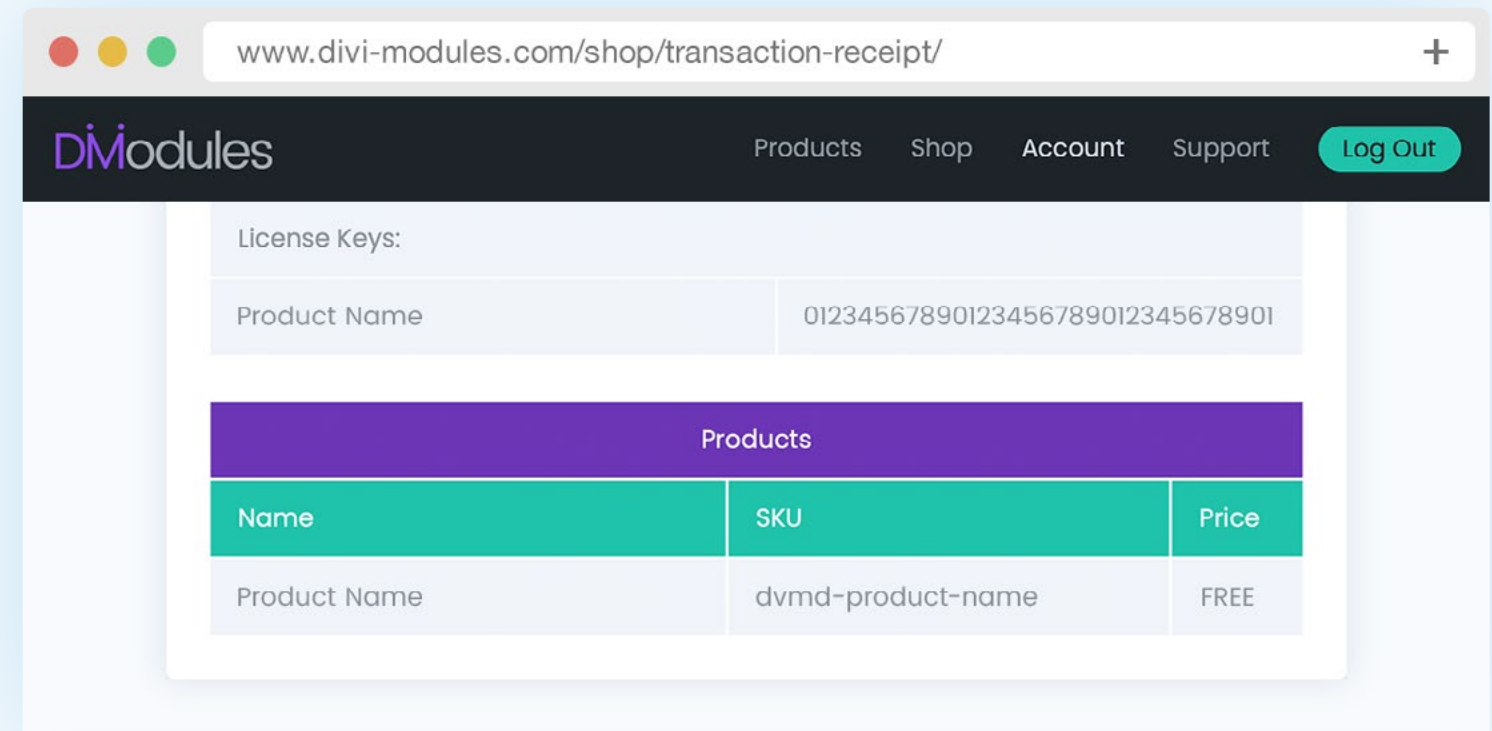 www.divi-modules.com/shop/transaction-receipt/ +
DiModules Products Shop Account Support Log Out
License Keys:
Product Name 01234567890123456789012345678901
Products
Name SKU Price
Product Name dvmd-product-name FREE